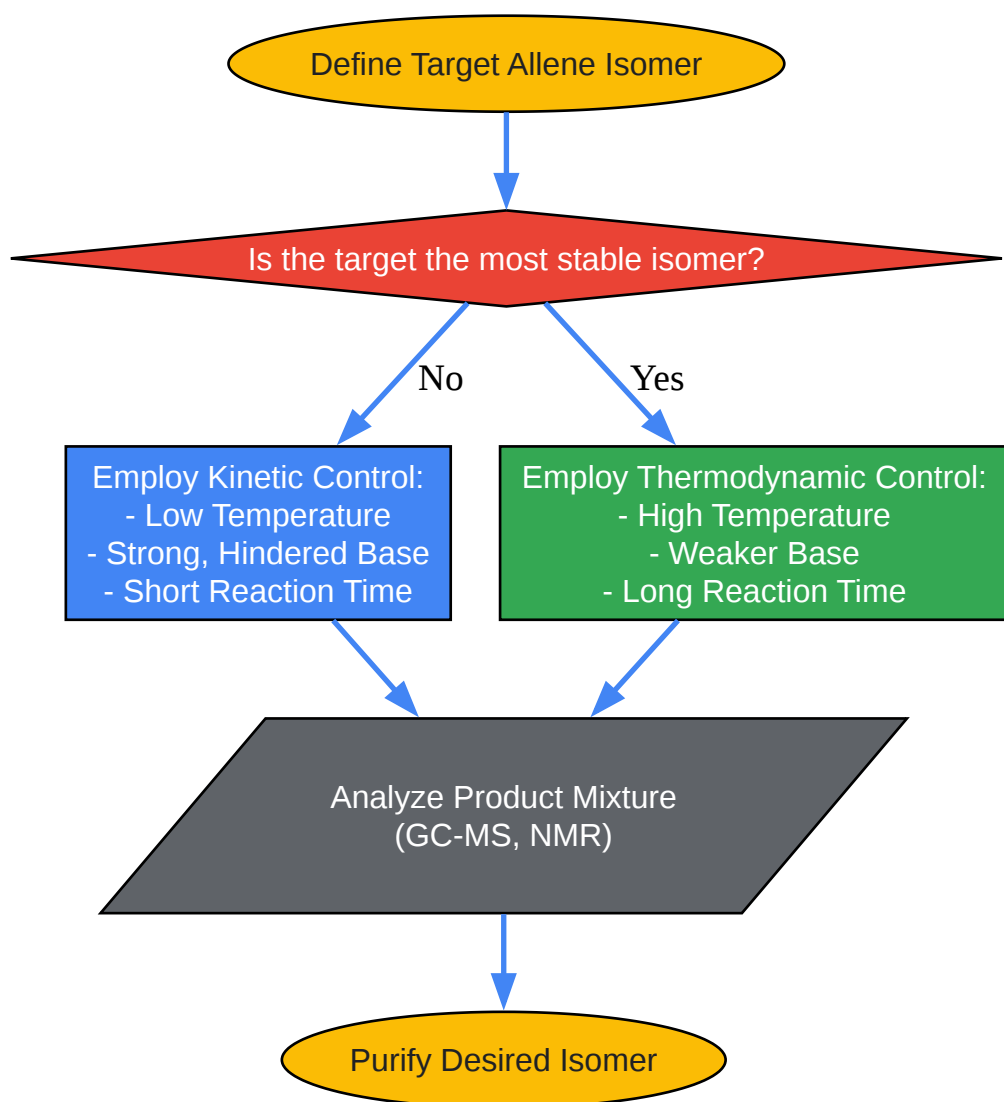 Define Target Allene Isomer
Is the target the most stable isomer?
No
Yes
Employ Kinetic Control:
- Low Temperature
- Strong, Hindered Base
- Short Reaction Time
Employ Thermodynamic Control:
- High Temperature
- Weaker Base
- Long Reaction Time
Analyze Product Mixture
(GC-MS, NMR)
Purify Desired Isomer